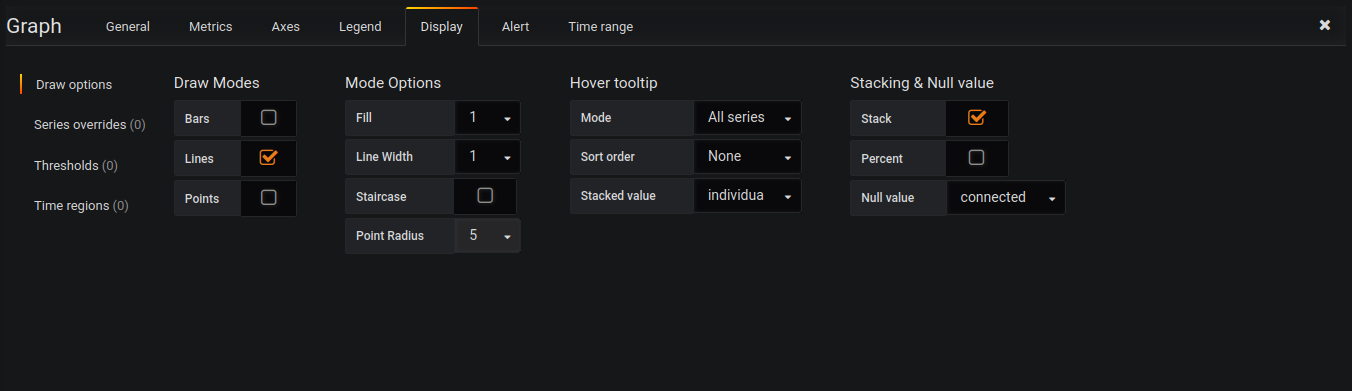 Graph General Metrics Axes Legend Display Alert Time range
Draw options
Series overrides (0)
Thresholds (0)
Time regions (0)
Draw Modes
Bars
Lines
Points
Mode Options
Fill 1
Line Width 1
Staircase
Point Radius 5
Hover tooltip
Mode All series
Sort order None
Stacked value individua
Stacking & Null value
Stack
Percent
Null value connected